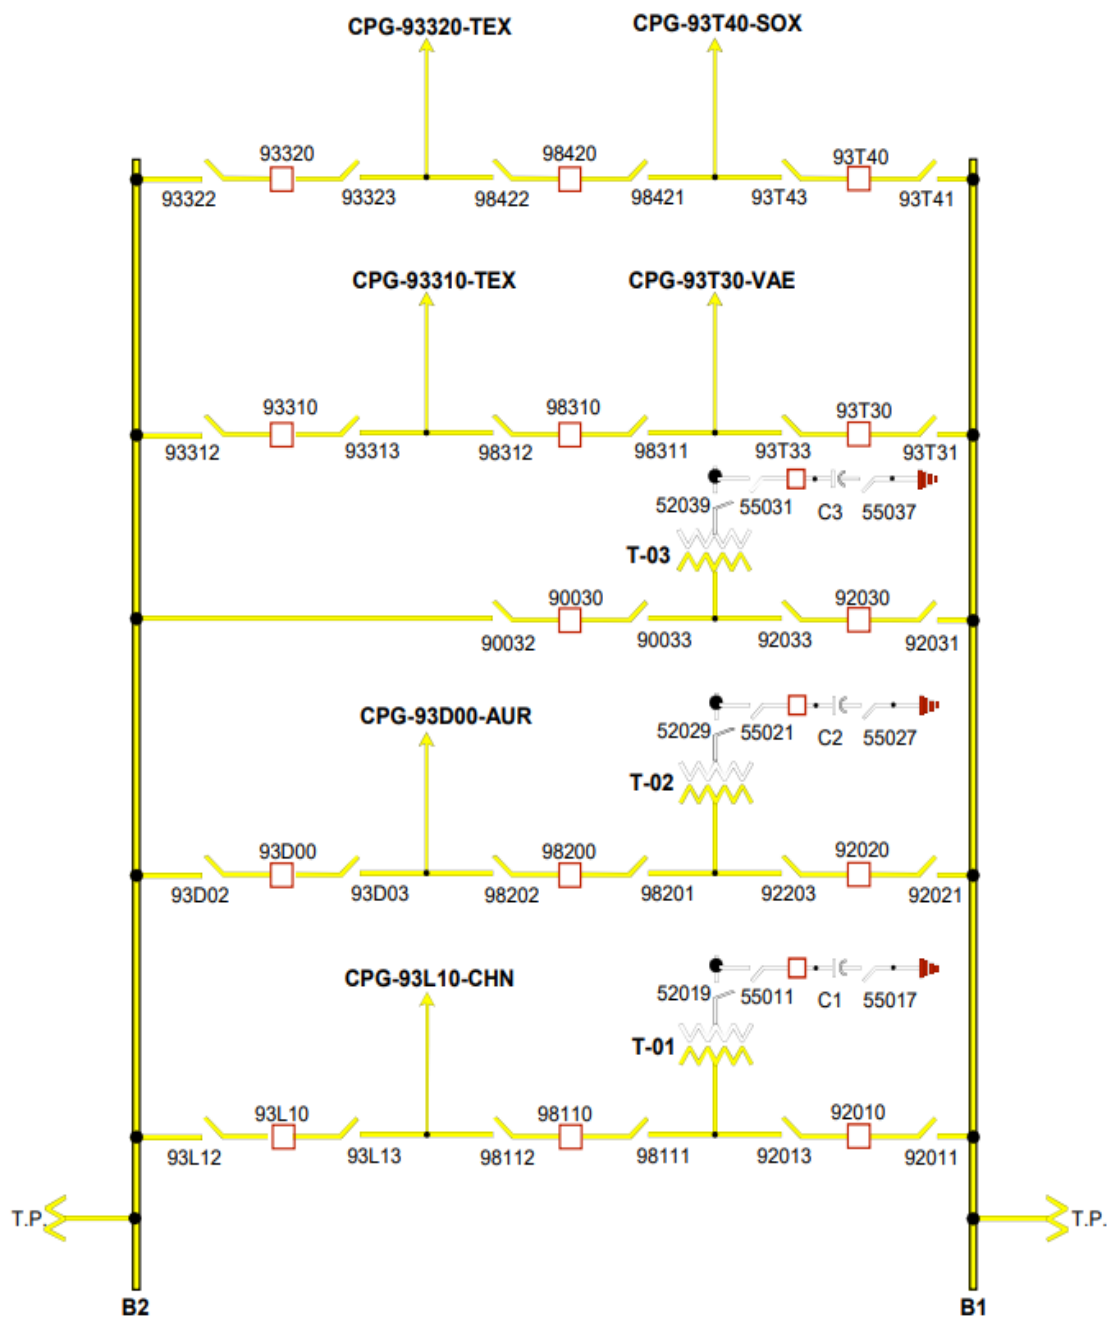 CPG-93320-TEX
CPG-93T40-SOX
93320
98420
93T40
93322
93323
98422
98421
93T43
93T41
CPG-93310-TEX
CPG-93T30-VAE
93310
98310
93T30
93312
93313
98312
98311
93T33
93T31
52039
55031
C3
55037
T-03
90030
92030
90032
90033
92033
92031
CPG-93D00-AUR
52029
55021
C2
55027
T-02
93D00
98200
92020
93D02
93D03
98202
98201
92203
92021
CPG-93L10-CHN
52019
55011
C1
55017
T-01
93L10
98110
92010
93L12
93L13
98112
98111
92013
92011
T.P.
T.P.
B2
B1